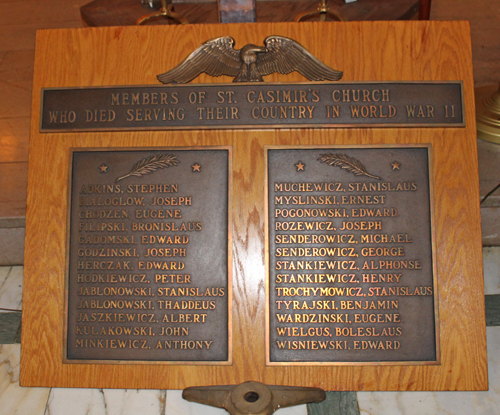 MEMBERS OF ST. CASIMIR'S CHURCH
WHO DIED SERVING THEIR COUNTRY IN WORLD WAR II
ADKINS, STEPHEN
BIALOGLOW, JOSEPH
CHODZEN, EUGENE
FILIPSKI, BRONISLAUS
GADOMSKI, EDWARD
GODZINSKI, JOSEPH
HERCZAK, EDWARD
PETER
JABLONOWSKI, STANISLAUS
JABLONOWSKI, THADDEUS
JASZKIEWICZ, ALBERT
KULAKOWSKI, JOHN
MINKIEWICZ, ANTHONY
MUCHEWICZ, STANISLAUS
MYSLINSKI, ERNEST
POGONOWSKI, EDWARD
ROZEWICZ, JOSEPH
SENDEROWICZ, MICHAEL
SENDEROWICZ, GEORGE
STANKIEWICZ, ALPHONSE
STANKIEWICZ, HENRY
TROCHYMOWICZ, STANISLAUS
TYRAJSKI, BENJAMIN
WARDZINSKI, EUGENE
WIELGUS, BOLESLAUS
WISNIEWSKI, EDWARD